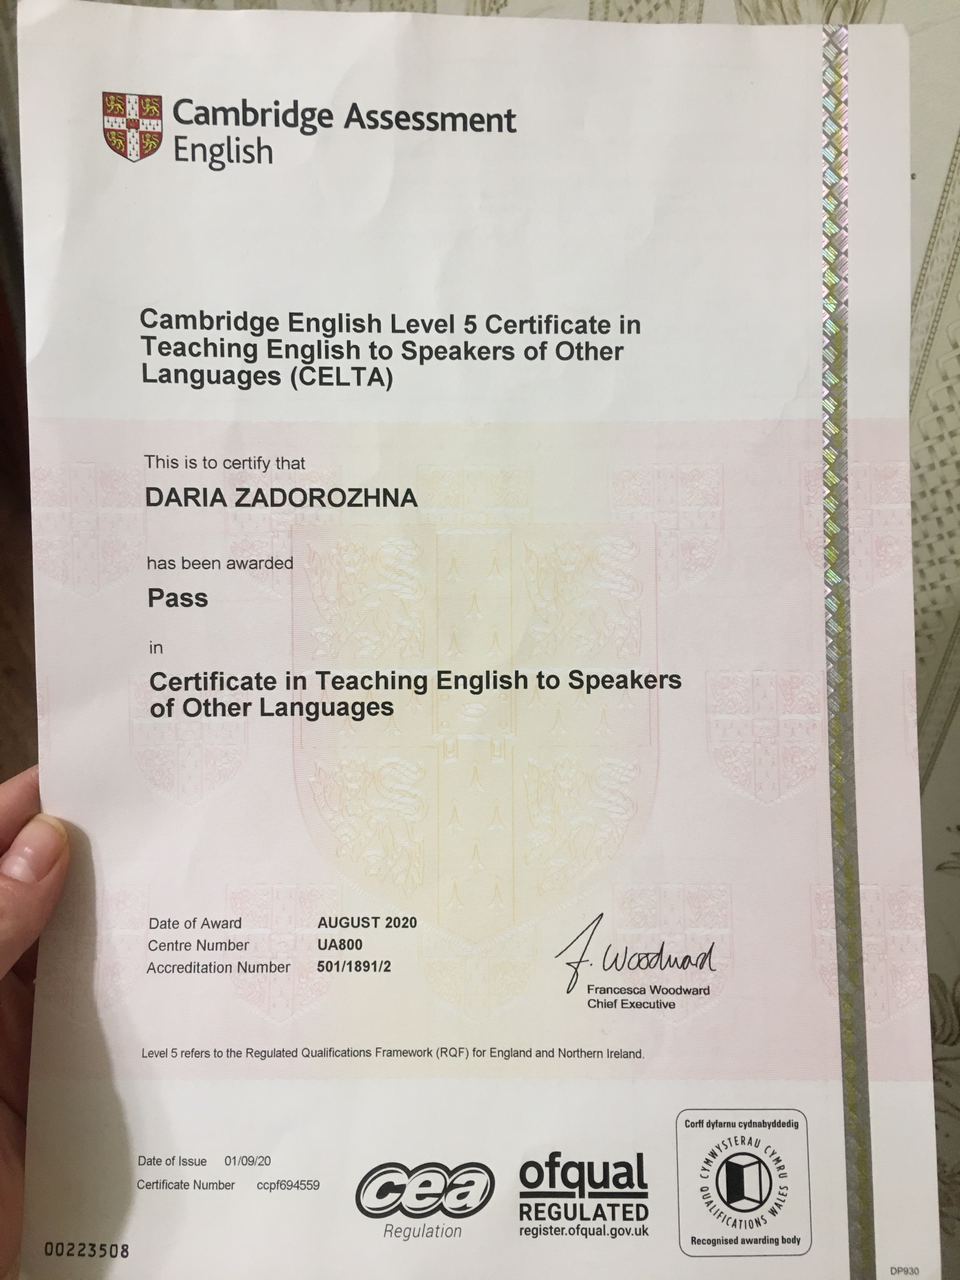 Cambridge Assessment
English
Cambridge English Level 5 Certificate in
Teaching English to Speakers of Other
Languages (CELTA)
This is to certify that
DARIA ZADOROZHNA
has been awarded
Pass
in
Certificate in Teaching English to Speakers
of Other Languages
Date of Award AUGUST 2020
Centre Number UA800
Accreditation Number 501/1891/2
F. Woodward
Francesca Woodward
Chief Executive
Level 5 refers to the Regulated Qualifications Framework (RQF) for England and Northern Ireland.
Date of Issue 01/09/20
Certificate Number ccpf694559
00223508
cea
Regulation
ofqual
REGULATED
register.ofqual.gov.uk
Corff dyfarnu cydnabyddedig
CYMWYSTERAU CYMRU
QUALIFICATIONS WALES
Recognised awarding body
DP930